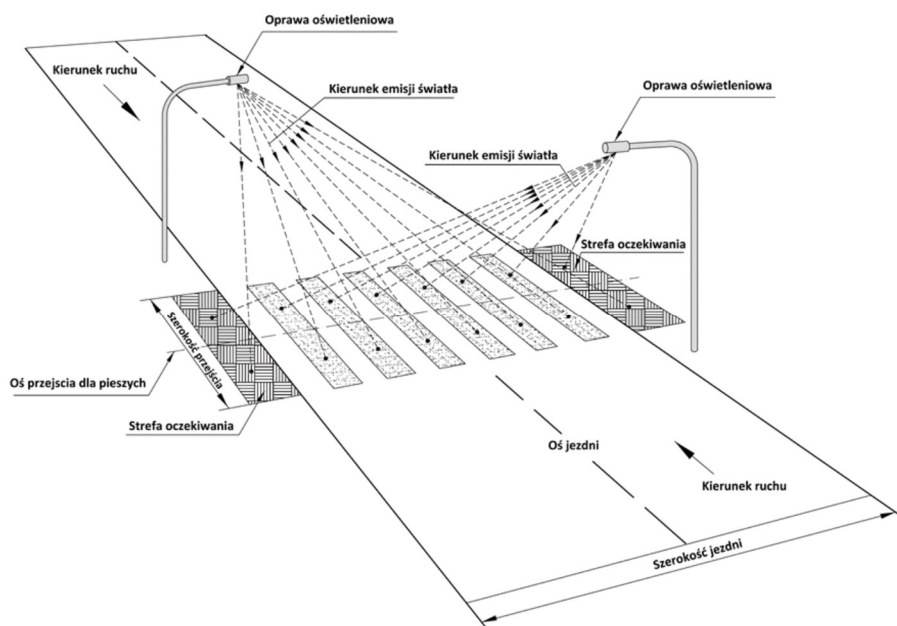 Oprawa oświetleniowa
Kierunek ruchu
Kierunek emisji światła
Oprawa oświetleniowa
Kierunek emisji światła
Strefa oczekiwania
szerokość przejścia
Oś przejscia dla pieszych
Strefa oczekiwania
Oś jezdni
Kierunek ruchu
Szerokość jezdni